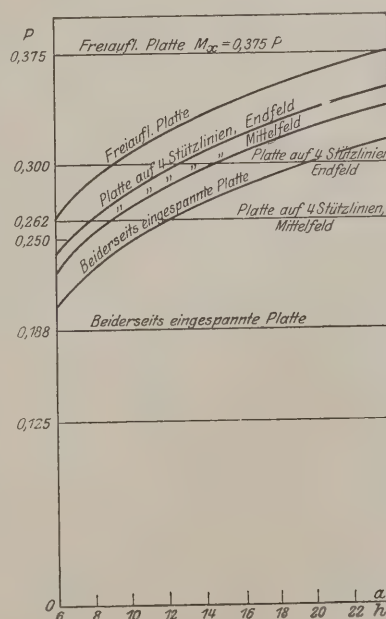 P
0,375
Freiaufl. Platte Mx = 0,375 P
Freiaufl. Platte
Platte auf 4 Stützlinien, Endfeld
" " " " Mittelfeld
0,300
Platte auf 4 Stützlinien
Endfeld
Beiderseits eingespannte Platte
0,262
Platte auf 4 Stützlinien,
Mittelfeld
0,250
0,188
Beiderseits eingespannte Platte
0,125
0
6 8 10 12 14 16 18 20 22
a
h